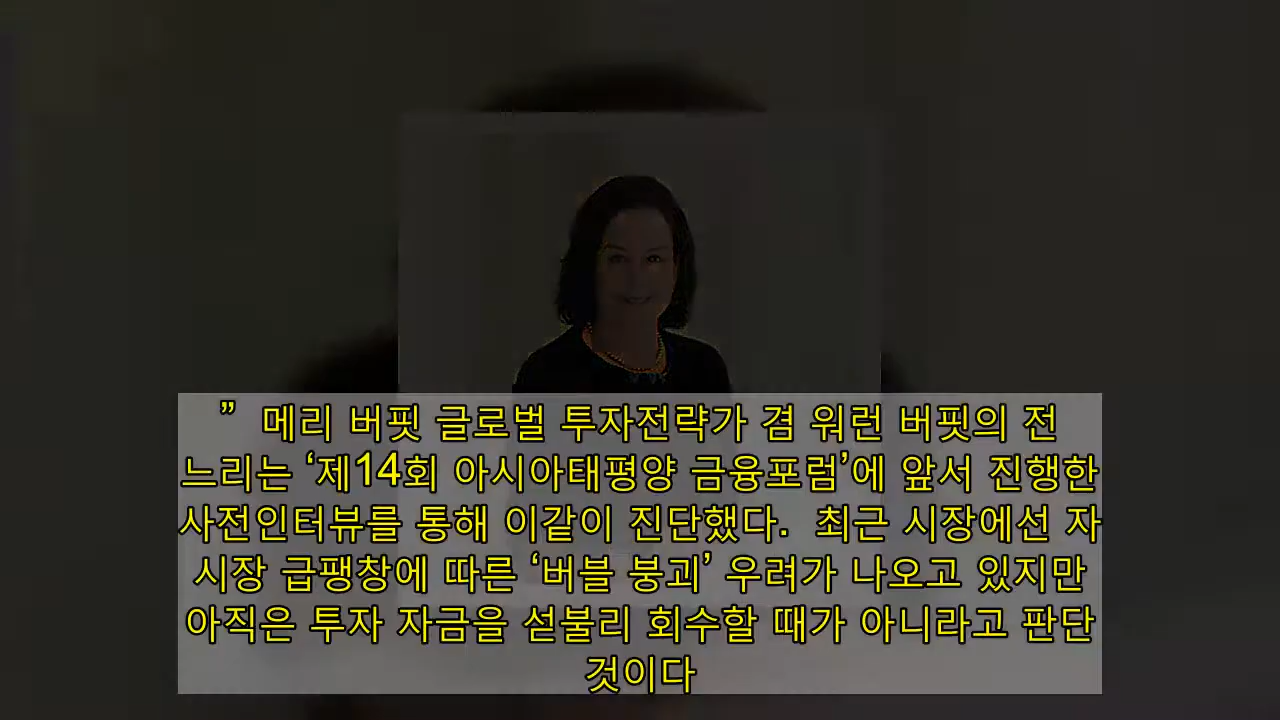 ” 메리 버핏 글로벌 투자전략가 겸 워런 버핏의 전
느리는 ‘제14회 아시아태평양 금융포럼’에 앞서 진행한
사전인터뷰를 통해 이같이 진단했다. 최근 시장에선 자
시장 급팽창에 따른 ‘버블 붕괴’ 우려가 나오고 있지만
아직은 투자 자금을 섣불리 회수할 때가 아니라고 판단
것이다